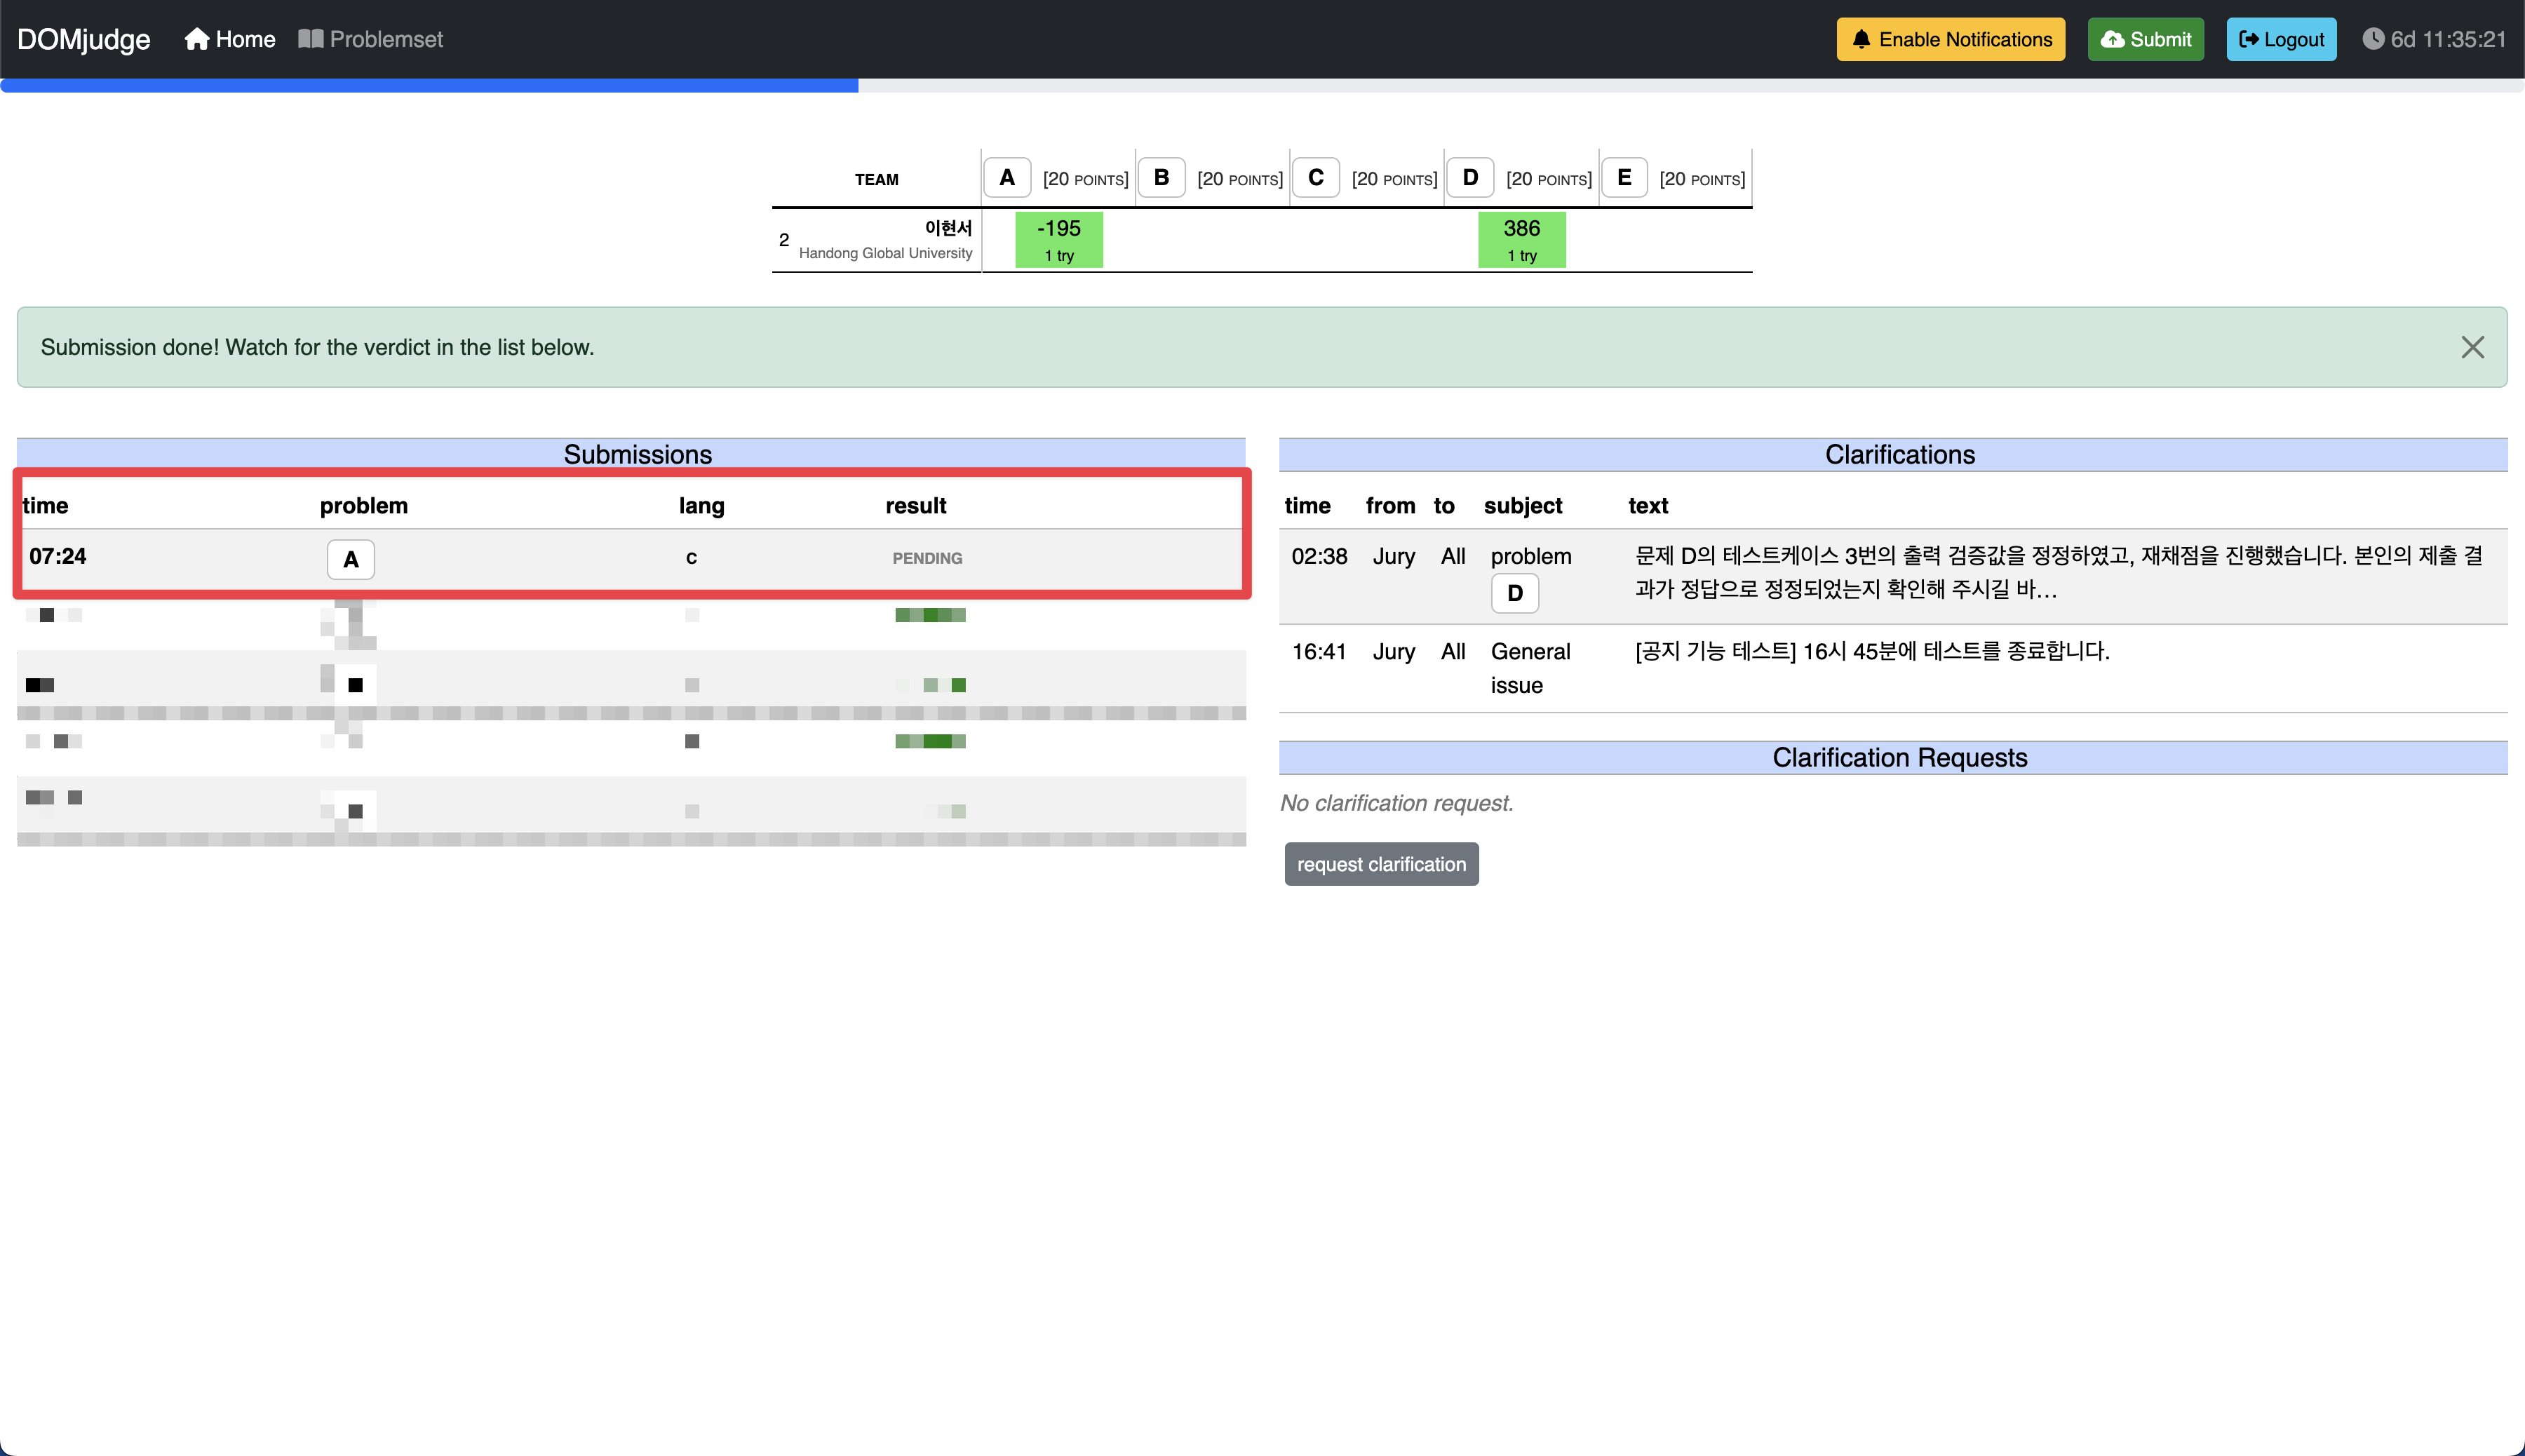 DOMjudge Home Problemset Enable Notifications Submit Logout 6d 11:35:21
TEAM A [20 POINTS] B [20 POINTS] C [20 POINTS] D [20 POINTS] E [20 POINTS]
2 이현서 -195 386
Handong Global University 1 try 1 try
Submission done! Watch for the verdict in the list below.
Submissions
time problem lang result
07:24 A c PENDING
Clarifications
time from to subject text
02:38 Jury All problem D 문제 D의 테스트케이스 3번의 출력 검증값을 정정하였고, 재채점을 진행했습니다. 본인의 제출 결
과가 정답으로 정정되었는지 확인해 주시길 바...
16:41 Jury All General issue [공지 기능 테스트] 16시 45분에 테스트를 종료합니다.
Clarification Requests
No clarification request.
request clarification